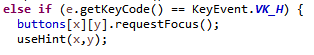 else if (e.getKeyCode() == KeyEvent.VK_H) {
buttons[x][y].requestFocus();
useHint(x,y);